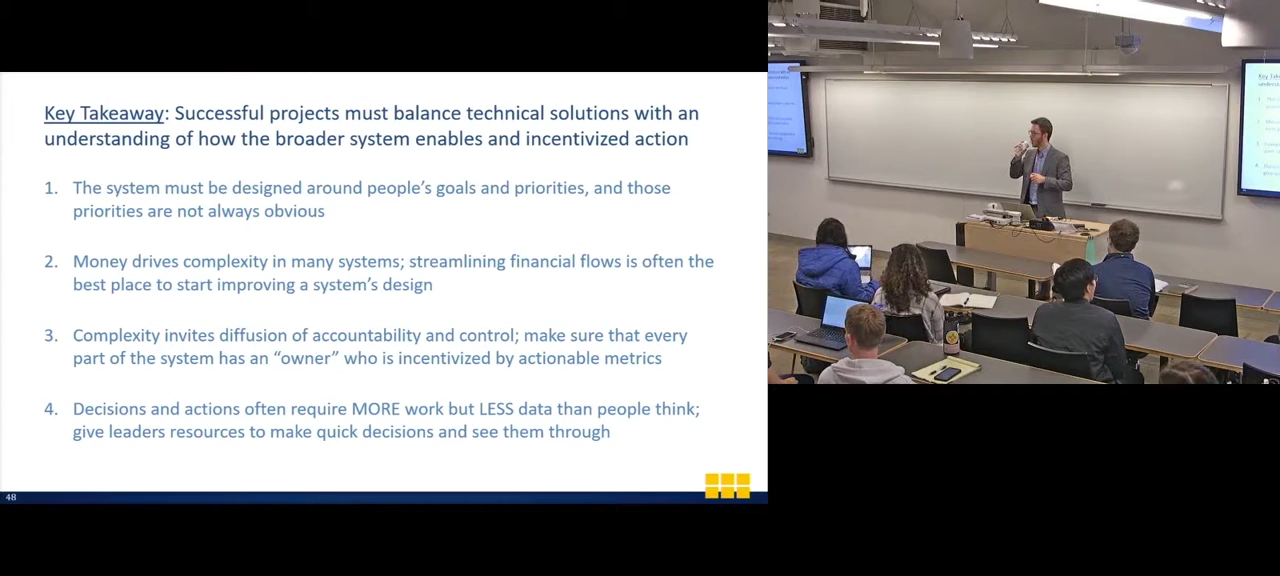 Key Takeaway: Successful projects must balance technical solutions with an
understanding of how the broader system enables and incentivized action
1. The system must be designed around people's goals and priorities, and those
priorities are not always obvious
2. Money drives complexity in many systems; streamlining financial flows is often the
best place to start improving a system's design
3. Complexity invites diffusion of accountability and control; make sure that every
part of the system has an "owner" who is incentivized by actionable metrics
4. Decisions and actions often require MORE work but LESS data than people think;
give leaders resources to make quick decisions and see them through
48